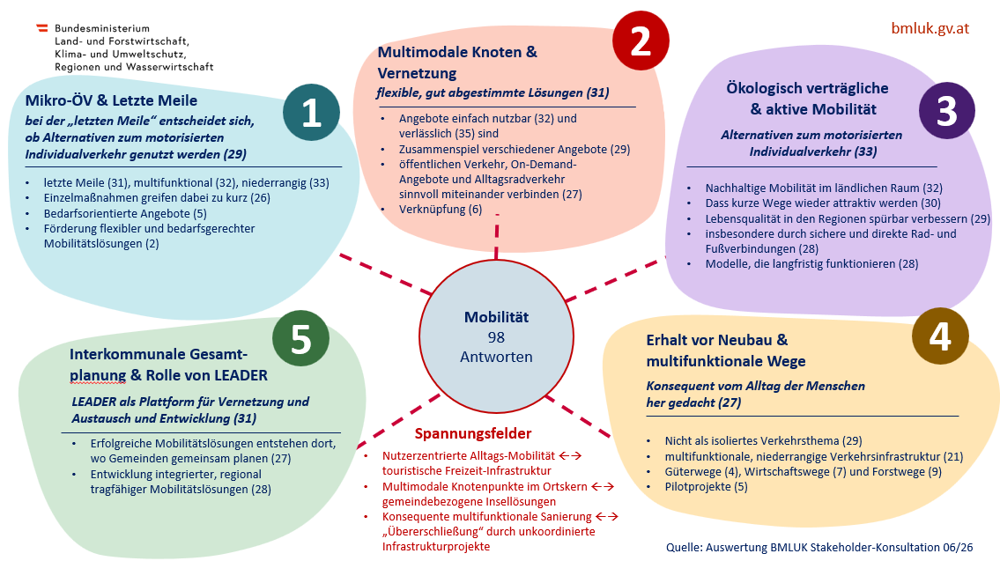 Bundesministerium
Land- und Forstwirtschaft,
Klima- und Umweltschutz,
Regionen und Wasserwirtschaft
bmluk.gv.at
1
Mikro-ÖV & Letzte Meile
bei der „letzten Meile“ entscheidet sich,
ob Alternativen zum motorisierten
Individualverkehr genutzt werden (29)
• letzte Meile (31), multifunktional (32), niederrangig (33)
• Einzelmaßnahmen greifen dabei zu kurz (26)
• Bedarfsorientierte Angebote (5)
• Förderung flexibler und bedarfsgerechter
Mobilitätslösungen (2)
2
Multimodale Knoten &
Vernetzung
flexible, gut abgestimmte Lösungen (31)
• Angebote einfach nutzbar (32) und
verlässlich (35) sind
• Zusammenspiel verschiedener Angebote (29)
• öffentlichen Verkehr, On-Demand-
Angebote und Alltagsradverkehr
sinnvoll miteinander verbinden (27)
• Verknüpfung (6)
3
Ökologisch verträgliche
& aktive Mobilität
Alternativen zum motorisierten
Individualverkehr (33)
• Nachhaltige Mobilität im ländlichen Raum (32)
• Dass kurze Wege wieder attraktiv werden (30)
• Lebensqualität in den Regionen spürbar verbessern (29)
• insbesondere durch sichere und direkte Rad- und
Fußverbindungen (28)
• Modelle, die langfristig funktionieren (28)
Mobilität
98
Antworten
4
Erhalt vor Neubau &
multifunktionale Wege
Konsequent vom Alltag der Menschen
her gedacht (27)
• Nicht als isoliertes Verkehrsthema (29)
• multifunktionale, niederrangige Verkehrsinfrastruktur (21)
• Güterwege (4), Wirtschaftswege (7) und Forstwege (9)
• Pilotprojekte (5)
5
Interkommunale Gesamt-
planung & Rolle von LEADER
LEADER als Plattform für Vernetzung und
Austausch und Entwicklung (31)
• Erfolgreiche Mobilitätslösungen entstehen dort,
wo Gemeinden gemeinsam planen (27)
• Entwicklung integrierter, regional
tragfähiger Mobilitätslösungen (28)
Spannungsfelder
• Nutzerzentrierte Alltags-Mobilität ←→
touristische Freizeit-Infrastruktur
• Multimodale Knotenpunkte im Ortskern ←→
gemeindebezogene Insellösungen
• Konsequente multifunktionale Sanierung ←→
„Übererschließung“ durch unkoordinierte
Infrastrukturprojekte
Quelle: Auswertung BMLUK Stakeholder-Konsultation 06/26